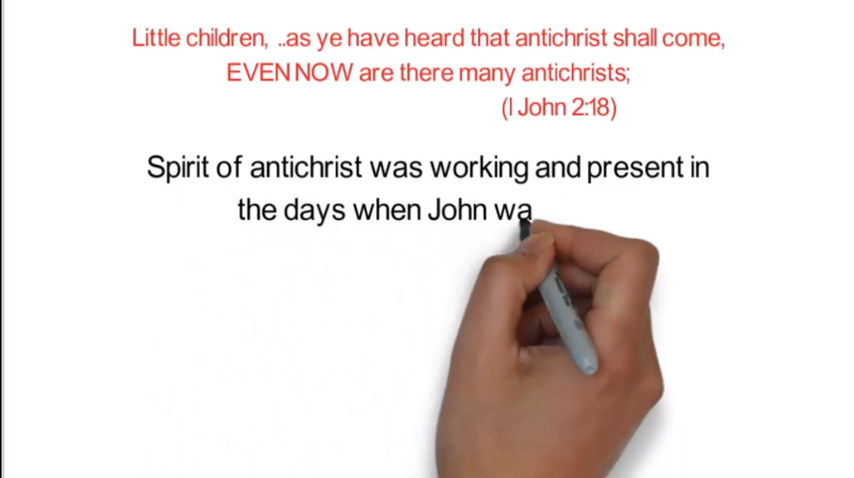 Little children, ..as ye have heard that antichrist shall come,
EVEN NOW are there many antichrists;
(I John 2:18)
Spirit of antichrist was working and present in
the days when John wa